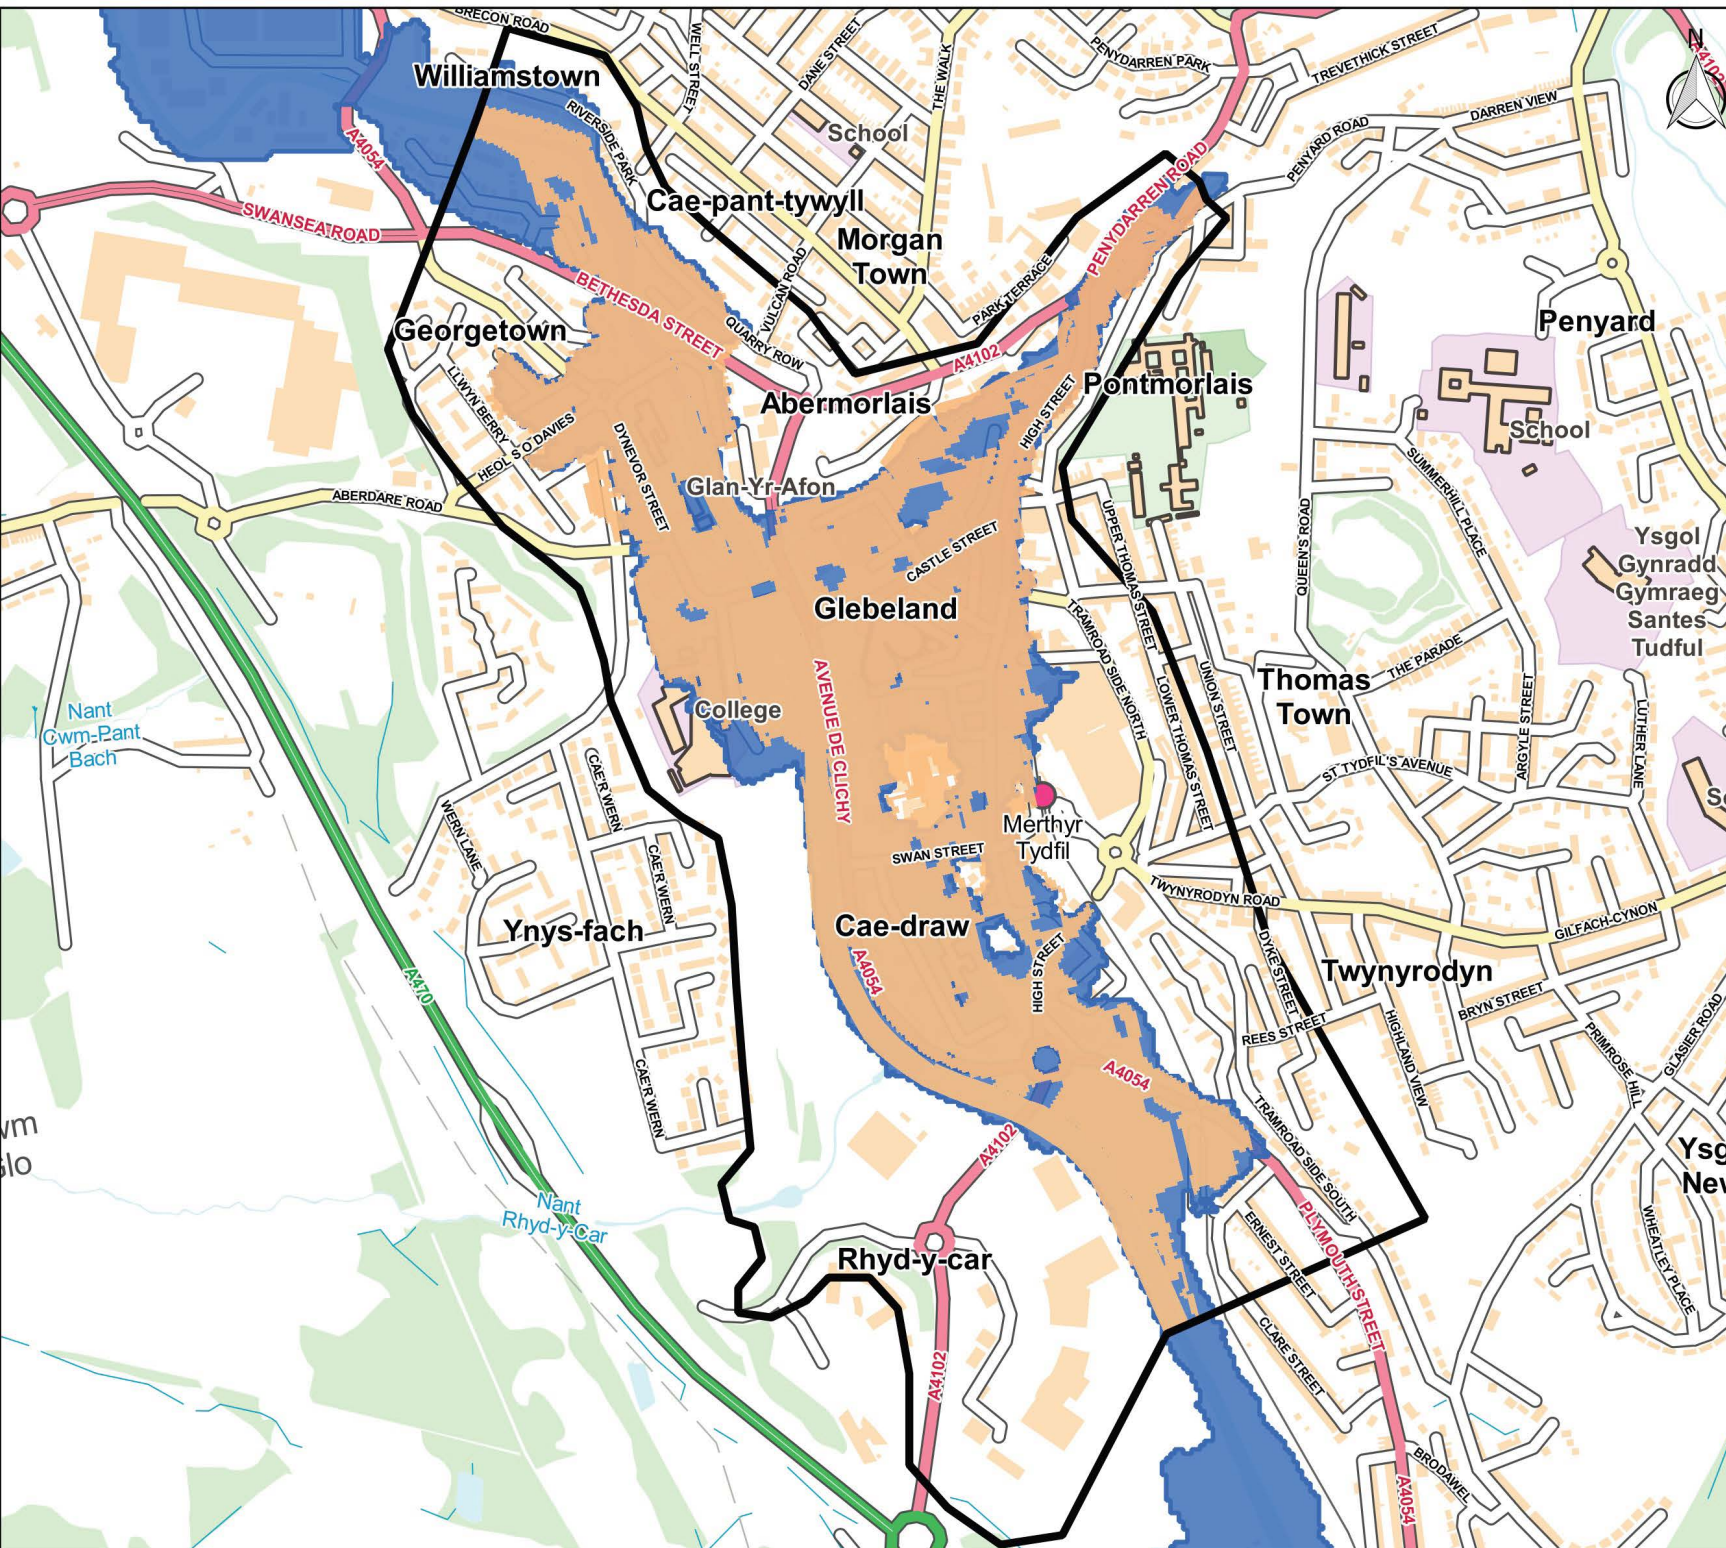 BRECON ROAD
Williamstown
WELL STREET
DANE STREET
THE WALK
PENYDARREN PARK
TREVETHICK STREET
A4102
N
DARREN VIEW
PENYARD ROAD
RIVERSIDE PARK
School
A4054
SWANSEA ROAD
Cae-pant-tywyll
Morgan
Town
PENYDARREN ROAD
PARK TERRACE
VULCAN ROAD
BETHESDA STREET
QUARRY ROW
Georgetown
A4102
Penyard
Abermorlais
Pontmorlais
HIGH STREET
LLWYN BERRY
HEOL S O DAVIES
DYNEVOR STREET
School
SUMMERHILL PLACE
Glan-Yr-Afon
ABERDARE ROAD
CASTLE STREET
UPPER THOMAS STREET
QUEEN'S ROAD
Ysgol
Gynradd
Gymraeg
Santes
Tudful
Glebeland
TRAMROAD SIDE NORTH
THE PARADE
Thomas
Town
UNION STREET
LOWER THOMAS STREET
ARGYLE STREET
LUTHER LANE
AVENUE DE CLICHY
College
Nant
Cwm-Pant
Bach
ST TYDFIL'S AVENUE
CAE'R WERN
WERN LANE
CAE'R WERN
Merthyr
Tydfil
SWAN STREET
TWYNYRODYN ROAD
Ynys-fach
Cae-draw
A4054
HIGH STREET
DYKE STREET
Twynyrodyn
GILFACH-CYNON
BRYN STREET
A470
REES STREET
HIGHLAND VIEW
PRIMROSE HILL
GLASIER ROAD
CAE'R WERN
A4054
A4102
TRAMROAD SIDE SOUTH
Nant
Rhyd-y-Car
Rhyd-y-car
ERNEST STREET
PLYMOUTH STREET
WHEATLEY PLACE
CLARE STREET
A4102
BRODAWEL
A4054